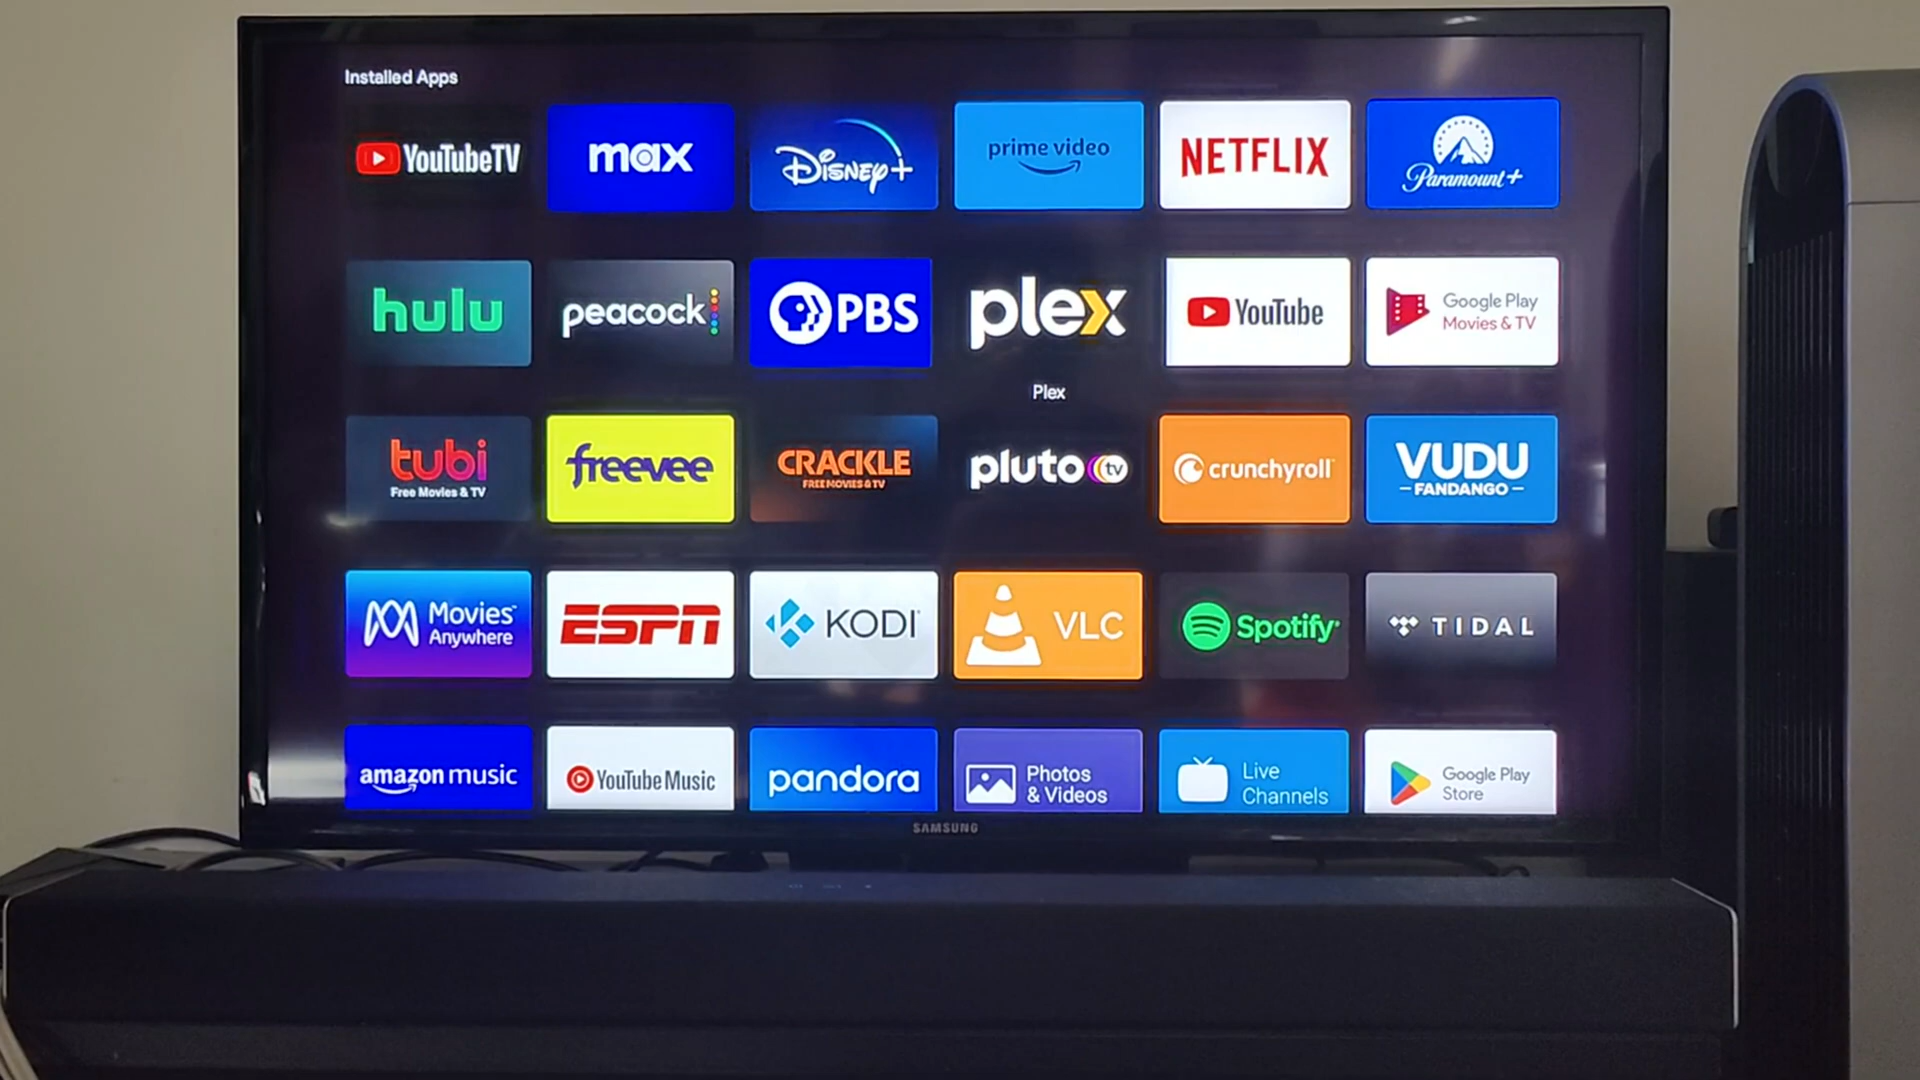 Installed Apps
YouTubeTV
max
Disney+
prime video
NETFLIX
Paramount+
hulu
peacock
PBS
plex
YouTube
Google Play
Movies & TV
Plex
tubi
Free Movies & TV
freevee
CRACKLE
FREE MOVIES & TV
pluto tv
crunchyroll
VUDU
FANDANGO
Movies
Anywhere
ESPN
KODI
VLC
Spotify
TIDAL
amazon music
YouTube Music
pandora
Photos
& Videos
Live
Channels
Google Play
Store
SAMSUNG